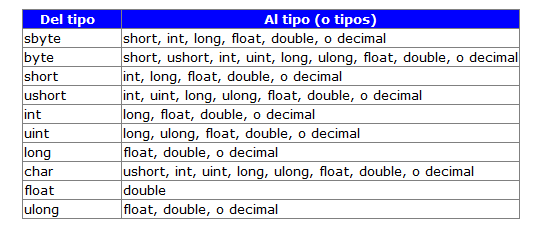 Del tipo Al tipo (o tipos)
sbyte short, int, long, float, double, o decimal
byte short, ushort, int, uint, long, ulong, float, double, o decimal
short int, long, float, double, o decimal
ushort int, uint, long, ulong, float, double, o decimal
int long, float, double, o decimal
uint long, ulong, float, double, o decimal
long float, double, o decimal
char ushort, int, uint, long, ulong, float, double, o decimal
float double
ulong float, double, o decimal